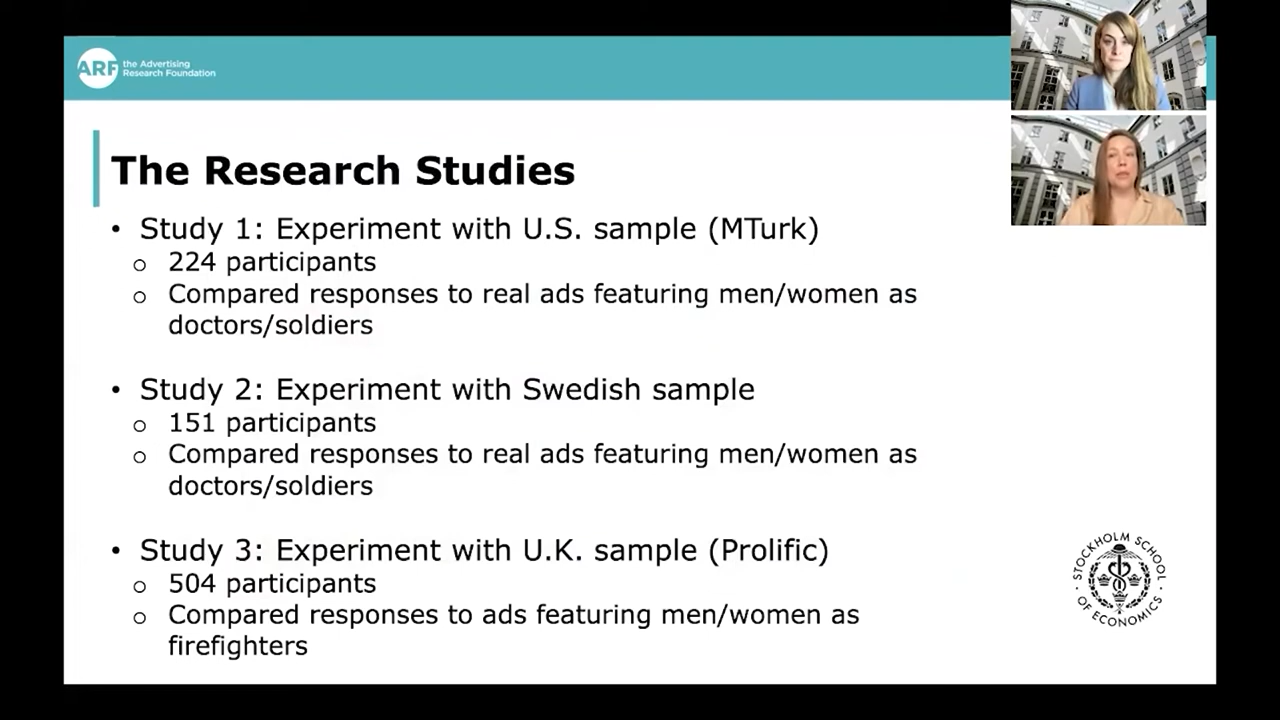 ARF the Advertising
Research Foundation
The Research Studies
• Study 1: Experiment with U.S. sample (MTurk)
o 224 participants
o Compared responses to real ads featuring men/women as
doctors/soldiers
• Study 2: Experiment with Swedish sample
o 151 participants
o Compared responses to real ads featuring men/women as
doctors/soldiers
• Study 3: Experiment with U.K. sample (Prolific)
o 504 participants
o Compared responses to ads featuring men/women as
firefighters
STOCKHOLM SCHOOL
OF ECONOMICS